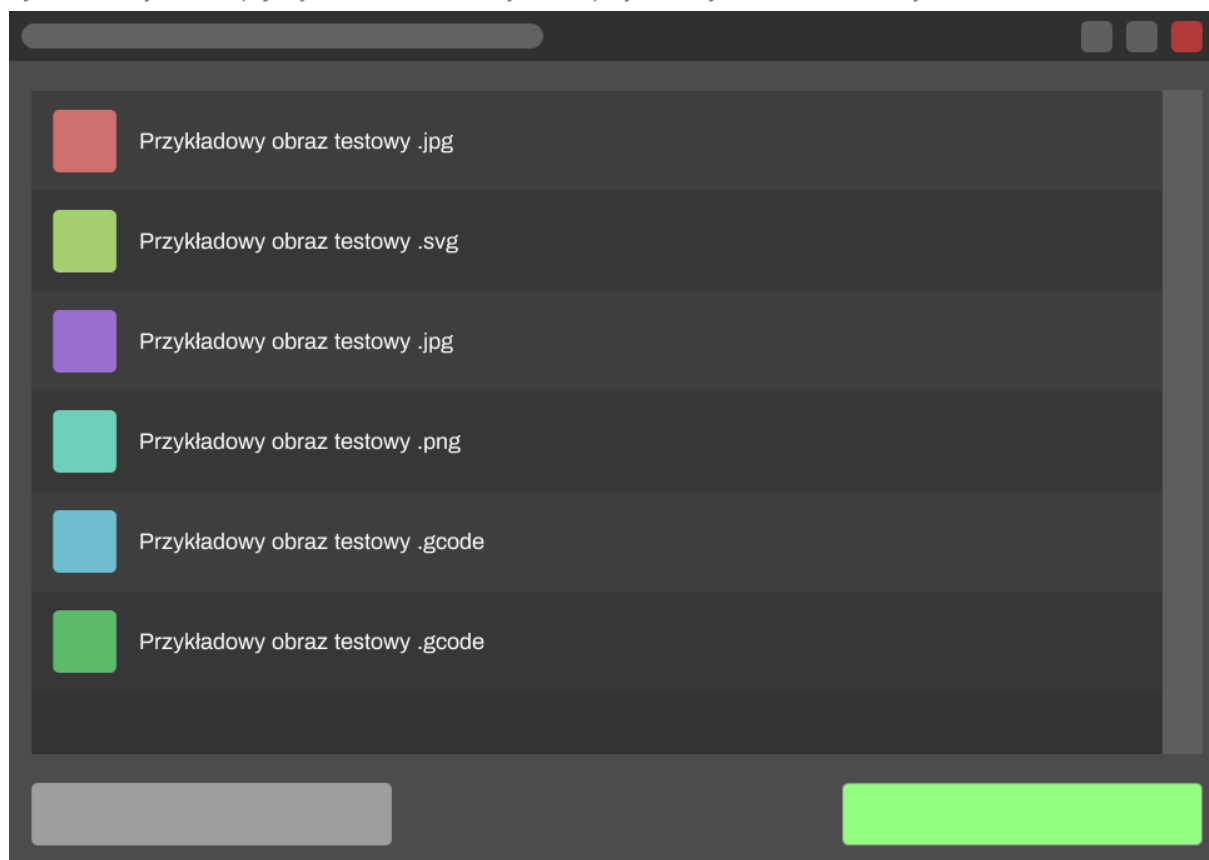 Przykładowy obraz testowy .jpg
Przykładowy obraz testowy .svg
Przykładowy obraz testowy .jpg
Przykładowy obraz testowy .png
Przykładowy obraz testowy .gcode
Przykładowy obraz testowy .gcode